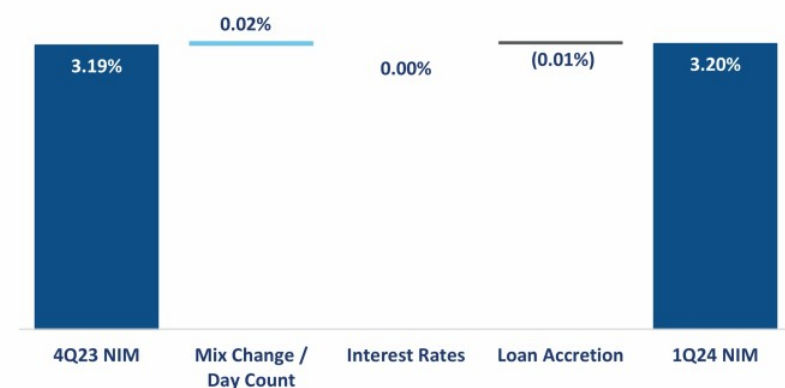 0.02%
3.19%
0.00%
(0.01%)
3.20%
4Q23 NIM
Mix Change /
Day Count
Interest Rates
Loan Accretion
1Q24 NIM